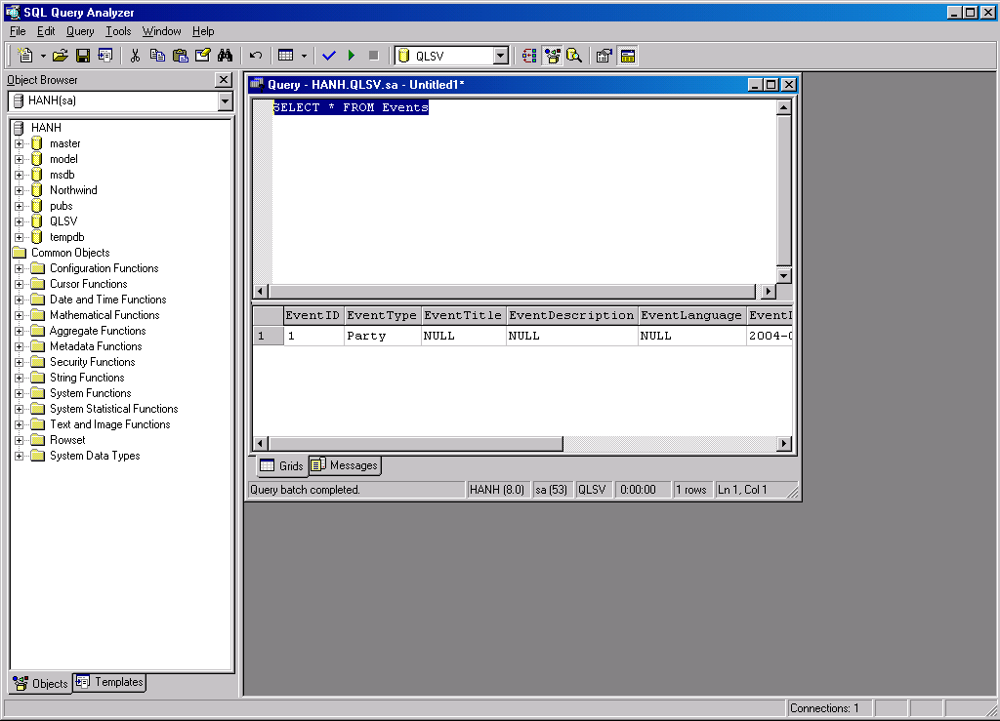 SQL Query Analyzer
File Edit Query Tools Window Help
QLSV
Object Browser
HANH(sa)
HANH
master
model
msdb
Northwind
pubs
QLSV
tempdb
Common Objects
Configuration Functions
Cursor Functions
Date and Time Functions
Mathematical Functions
Aggregate Functions
Metadata Functions
Security Functions
String Functions
System Functions
System Statistical Functions
Text and Image Functions
Rowset
System Data Types
Objects Templates
Query - HANH.QLSV.sa - Untitled1*
SELECT * FROM Events
EventID EventType EventTitle EventDescription EventLanguage
1 1 Party NULL NULL NULL
Grids Messages
Query batch completed. HANH (8.0) sa (53) QLSV 0:00:00 1 rows Ln 1, Col 1
Connections: 1